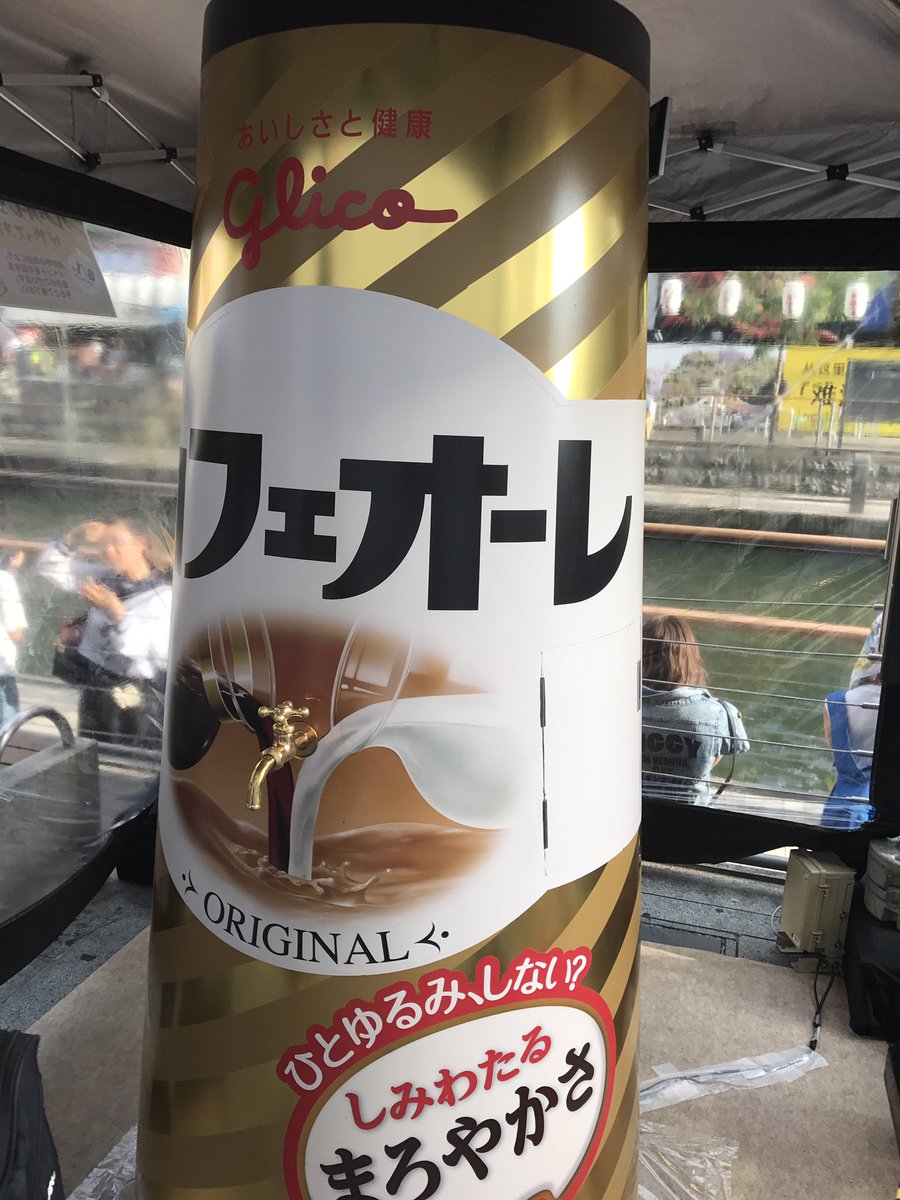 おいしさと健康
Glico
フェオーレ
ORIGINAL
ひとゆるみ、しない?
しみわたる
まろやかさ